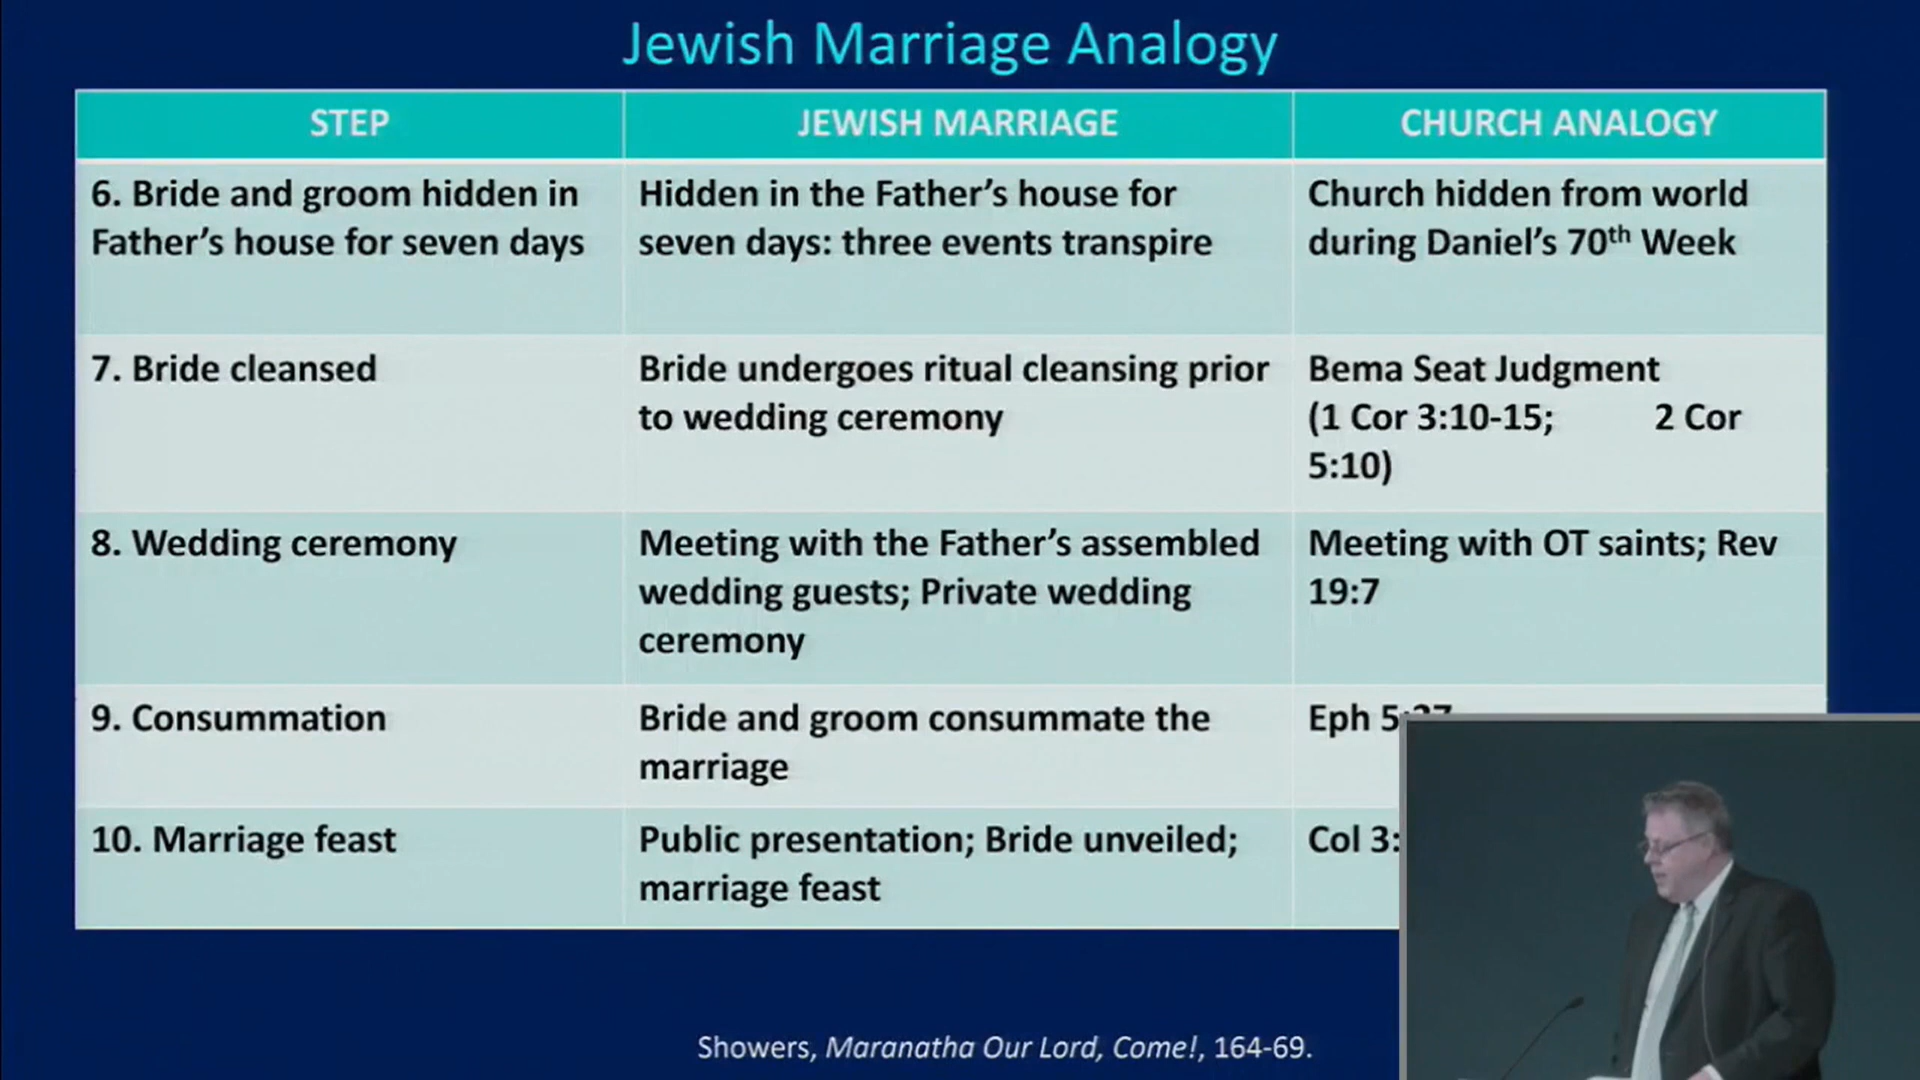 Jewish Marriage Analogy
STEP
JEWISH MARRIAGE
CHURCH ANALOGY
6. Bride and groom hidden in
Father’s house for seven days
Hidden in the Father’s house for
seven days: three events transpire
Church hidden from world
during Daniel’s 70th Week
7. Bride cleansed
Bride undergoes ritual cleansing prior
to wedding ceremony
Bema Seat Judgment
(1 Cor 3:10-15; 2 Cor
5:10)
8. Wedding ceremony
Meeting with the Father’s assembled
wedding guests; Private wedding
ceremony
Meeting with OT saints; Rev
19:7
9. Consummation
Bride and groom consummate the
marriage
Eph 5:27
10. Marriage feast
Public presentation; Bride unveiled;
marriage feast
Col 3:
Showers, Maranatha Our Lord, Come!, 164-69.